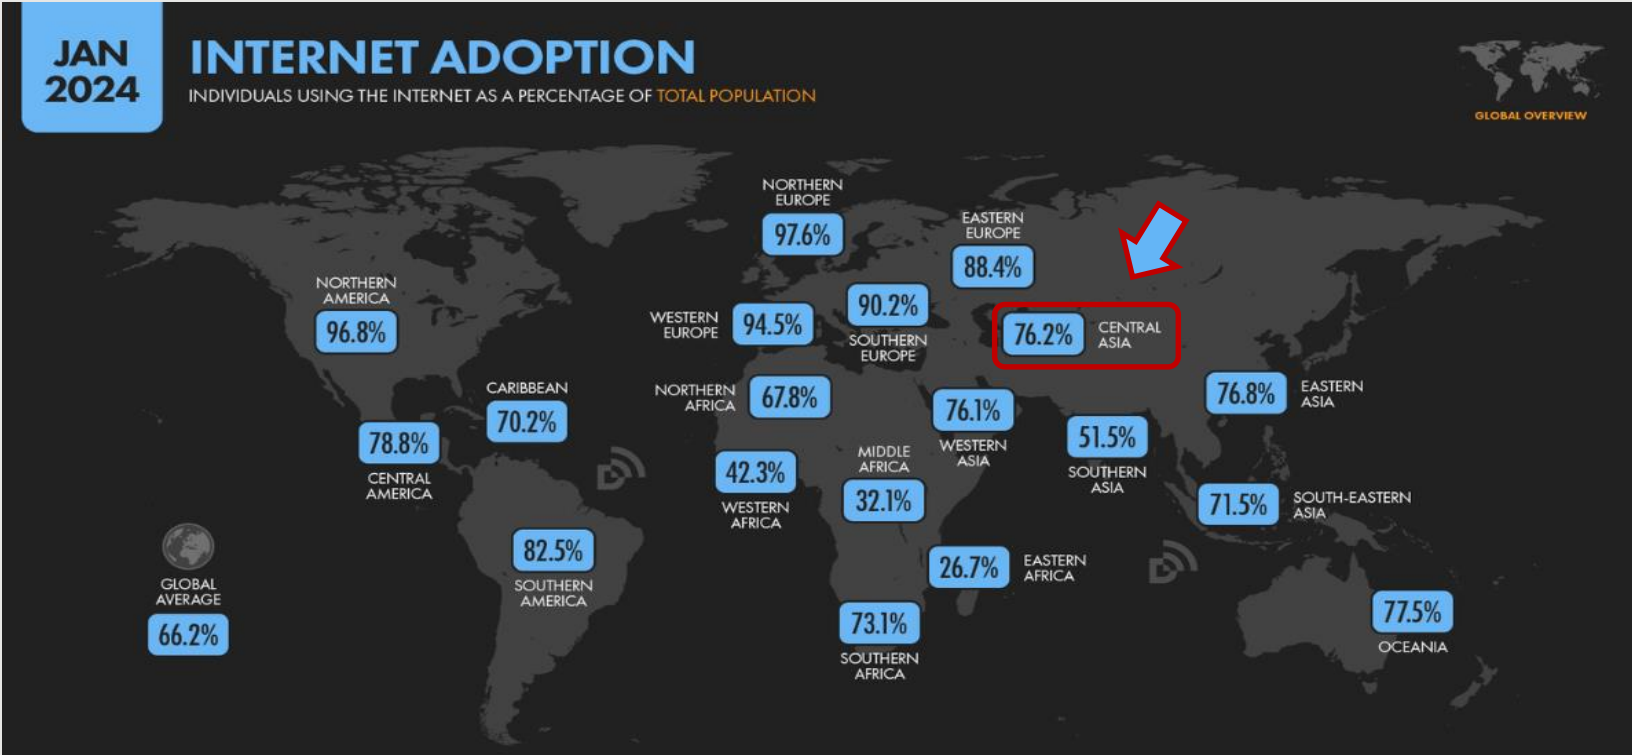 JAN
2024
INTERNET ADOPTION
INDIVIDUALS USING THE INTERNET AS A PERCENTAGE OF TOTAL POPULATION
GLOBAL OVERVIEW
NORTHERN
EUROPE
97.6%
EASTERN
EUROPE
88.4%
NORTHERN
AMERICA
96.8%
WESTERN
EUROPE
94.5%
90.2%
SOUTHERN
EUROPE
76.2%
CENTRAL
ASIA
CARIBBEAN
70.2%
NORTHERN
AFRICA
67.8%
76.1%
WESTERN
ASIA
76.8%
EASTERN
ASIA
78.8%
CENTRAL
AMERICA
42.3%
WESTERN
AFRICA
MIDDLE
AFRICA
32.1%
51.5%
SOUTHERN
ASIA
71.5%
SOUTH-EASTERN
ASIA
82.5%
SOUTHERN
AMERICA
26.7%
EASTERN
AFRICA
GLOBAL
AVERAGE
66.2%
73.1%
SOUTHERN
AFRICA
77.5%
OCEANIA